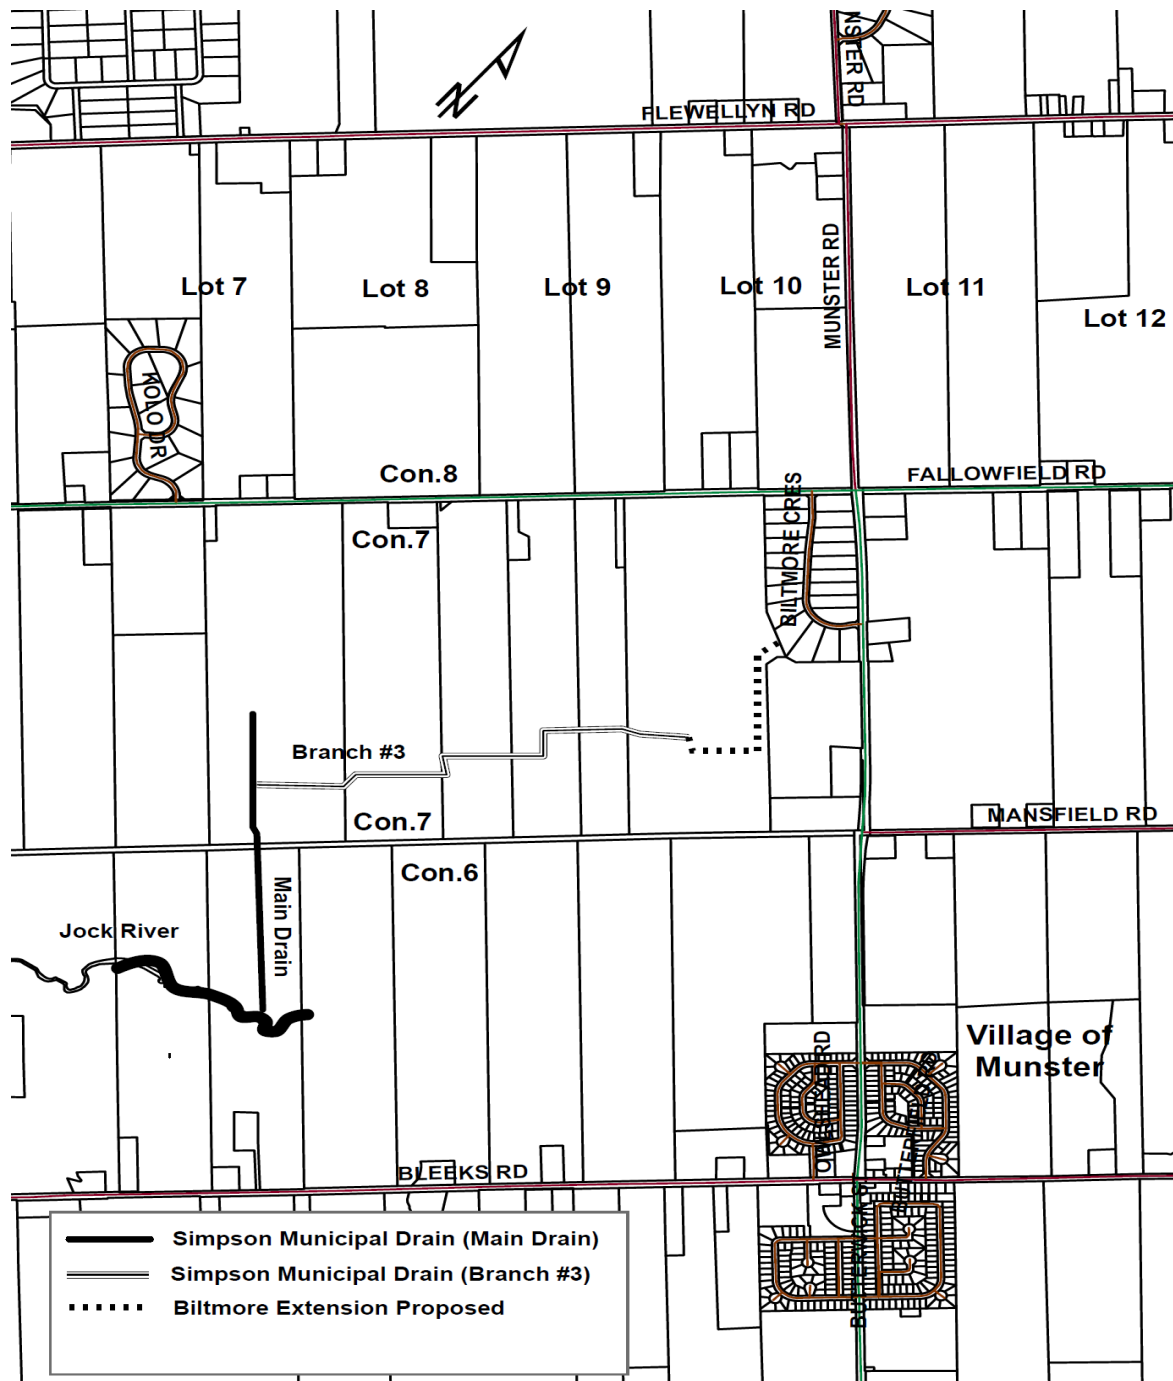 NSTER RD
N
FLEWELLYN RD
MUNSTER RD
Lot 7
Lot 8
Lot 9
Lot 10
Lot 11
Lot 12
KOLO DR
Con.8
FALLOWFIELD RD
BILTMORE CRES
Con.7
Branch #3
Con.7
MANSFIELD RD
Con.6
Main Drain
Jock River
Village of
Munster
BLEEKS RD
Simpson Municipal Drain (Main Drain)
Simpson Municipal Drain (Branch #3)
Biltmore Extension Proposed